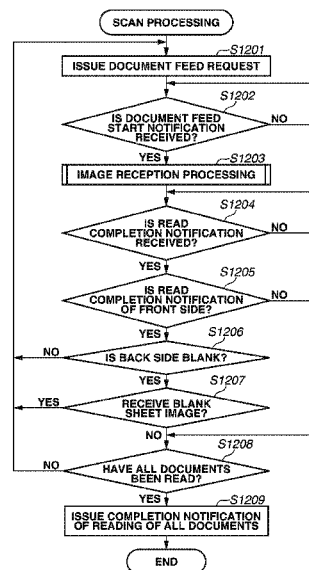 SCAN PROCESSING
S1201
ISSUE DOCUMENT FEED REQUEST
S1202
IS DOCUMENT FEED
START NOTIFICATION
RECEIVED?
NO
YES
S1203
IMAGE RECEPTION PROCESSING
S1204
IS READ
COMPLETION NOTIFICATION
RECEIVED?
NO
YES
S1205
IS READ
COMPLETION NOTIFICATION
OF FRONT SIDE?
NO
YES
S1206
NO
IS BACK SIDE BLANK?
YES
S1207
YES
RECEIVE BLANK
SHEET IMAGE?
NO
S1208
NO
HAVE ALL DOCUMENTS
BEEN READ?
YES
S1209
ISSUE COMPLETION NOTIFICATION
OF READING OF ALL DOCUMENTS
END